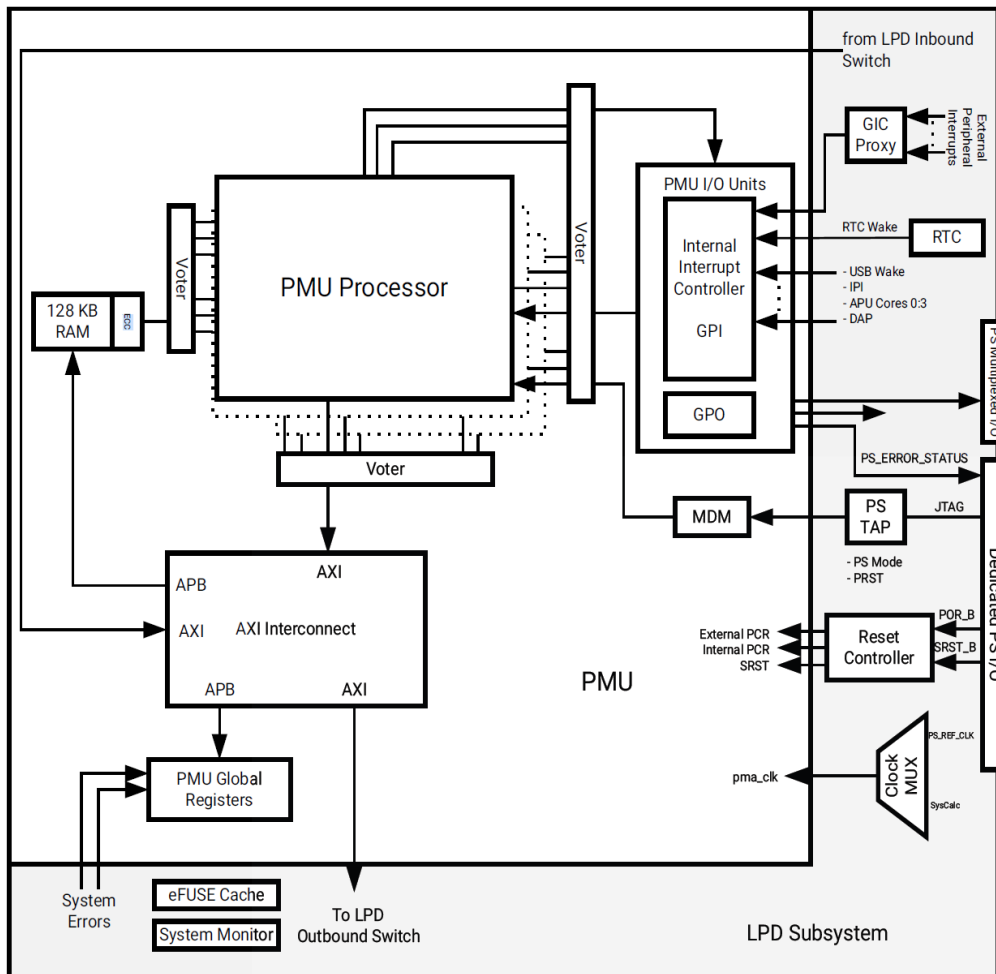 from LPD Inbound
Switch
GIC
Proxy
External
Peripheral
Interrupts
PMU I/O Units
Internal
Interrupt
Controller
GPI
GPO
RTC Wake
RTC
- USB Wake
- IPI
- APU Cores 0:3
- DAP
PS Multiplexed I/O
PMU Processor
Voter
Voter
128 KB
RAM
ECC
Voter
PS_ERROR_STATUS
MDM
PS
TAP
JTAG
- PS Mode
- PRST
Dedicated PS I/O
APB
AXI
AXI
AXI Interconnect
APB
AXI
External PCR
Internal PCR
SRST
Reset
Controller
POR_B
SRST_B
PMU
PMU Global
Registers
pma_clk
Clock
MUX
PS_REF_CLK
SysCalc
System
Errors
eFUSE Cache
System Monitor
To LPD
Outbound Switch
LPD Subsystem